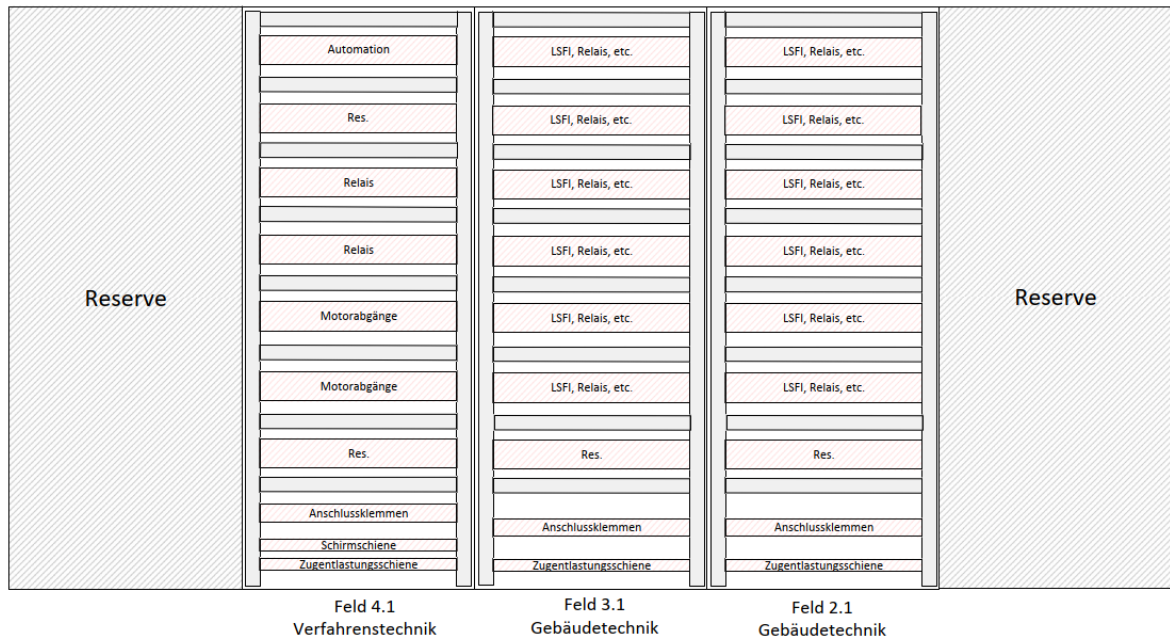 Reserve
Automation
Res.
Relais
Relais
Motorabgänge
Motorabgänge
Res.
Anschlussklemmen
Schirmschiene
Zugentlastungsschiene
Feld 4.1
Verfahrenstechnik
LSFI, Relais, etc.
LSFI, Relais, etc.
LSFI, Relais, etc.
LSFI, Relais, etc.
LSFI, Relais, etc.
LSFI, Relais, etc.
Res.
Anschlussklemmen
Zugentlastungsschiene
Feld 3.1
Gebäudetechnik
LSFI, Relais, etc.
LSFI, Relais, etc.
LSFI, Relais, etc.
LSFI, Relais, etc.
LSFI, Relais, etc.
LSFI, Relais, etc.
Res.
Anschlussklemmen
Zugentlastungsschiene
Feld 2.1
Gebäudetechnik
Reserve